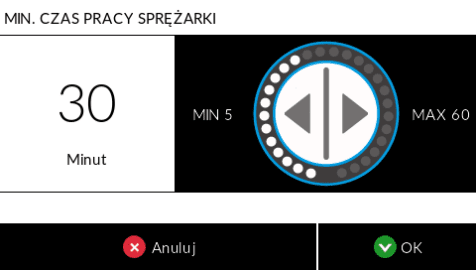 MIN. CZAS PRACY SPRĘŻARKI
30
Minut
MIN 5
MAX 60
Anuluj
OK